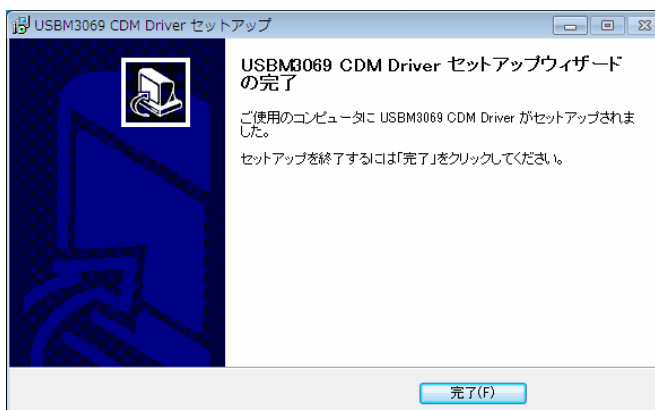 USBM3069 CDM Driver セットアップ
USBM3069 CDM Driver セットアップウィザード
の完了
ご使用のコンピュータに USBM3069 CDM Driver がセットアップされま
した。
セットアップを終了するには「完了」をクリックしてください。
完了(F)